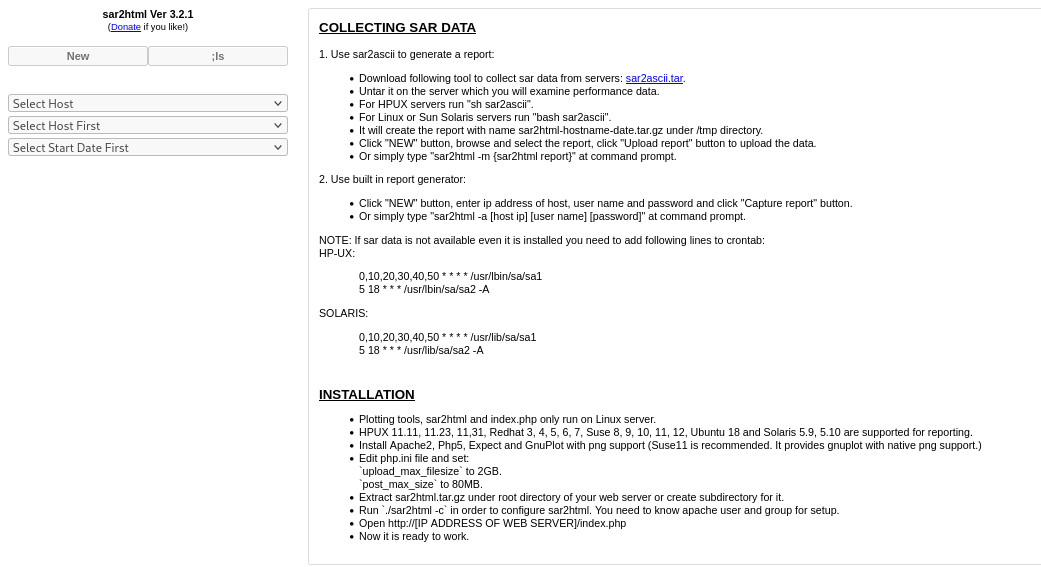 sar2html Ver 3.2.1
(Donate if you like!)
New
;ls
Select Host
Select Host First
Select Start Date First
COLLECTING SAR DATA
1. Use sar2ascii to generate a report:
• Download following tool to collect sar data from servers: sar2ascii.tar.
• Untar it on the server which you will examine performance data.
• For HPUX servers run "sh sar2ascii".
• For Linux or Sun Solaris servers run "bash sar2ascii".
• It will create the report with name sar2html-hostname-date.tar.gz under /tmp directory.
• Click "NEW" button, browse and select the report, click "Upload report" button to upload the data.
• Or simply type "sar2html -m {sar2html report}" at command prompt.
2. Use built in report generator:
• Click "NEW" button, enter ip address of host, user name and password and click "Capture report" button.
• Or simply type "sar2html -a [host ip] [user name] [password]" at command prompt.
NOTE: If sar data is not available even it is installed you need to add following lines to crontab:
HP-UX:
0,10,20,30,40,50 * * * * /usr/lbin/sa/sa1
5 18 * * * /usr/lbin/sa/sa2 -A
SOLARIS:
0,10,20,30,40,50 * * * * /usr/lib/sa/sa1
5 18 * * * /usr/lib/sa/sa2 -A
INSTALLATION
• Plotting tools, sar2html and index.php only run on Linux server.
• HPUX 11.11, 11.23, 11,31, Redhat 3, 4, 5, 6, 7, Suse 8, 9, 10, 11, 12, Ubuntu 18 and Solaris 5.9, 5.10 are supported for reporting.
• Install Apache2, Php5, Expect and GnuPlot with png support (Suse11 is recommended. It provides gnuplot with native png support.)
• Edit php.ini file and set:
`upload_max_filesize` to 2GB.
`post_max_size` to 80MB.
• Extract sar2html.tar.gz under root directory of your web server or create subdirectory for it.
• Run `./sar2html -c` in order to configure sar2html. You need to know apache user and group for setup.
• Open http://[IP ADDRESS OF WEB SERVER]/index.php
• Now it is ready to work.